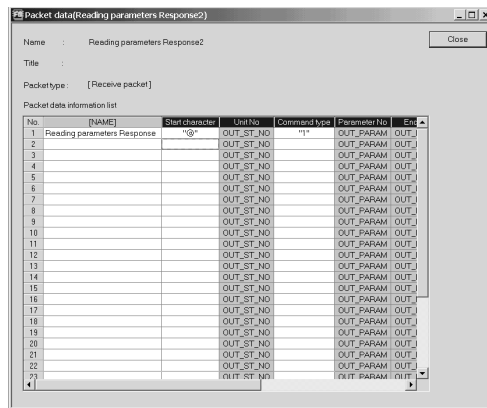 Packet data(Reading parameters Response2)
Name : Reading parameters Response2
Close
Title :
Packet type : [Receive packet]
Packet data information list
No. [NAME] Start character Unit No Command type Parameter No
1 Reading parameters Response "@" OUT_ST_NO "1" OUT_PARAM
2 OUT_ST_NO OUT_PARAM
3 OUT_ST_NO OUT_PARAM
4 OUT_ST_NO OUT_PARAM
5 OUT_ST_NO OUT_PARAM
6 OUT_ST_NO OUT_PARAM
7 OUT_ST_NO OUT_PARAM
8 OUT_ST_NO OUT_PARAM
9 OUT_ST_NO OUT_PARAM
10 OUT_ST_NO OUT_PARAM
11 OUT_ST_NO OUT_PARAM
12 OUT_ST_NO OUT_PARAM
13 OUT_ST_NO OUT_PARAM
14 OUT_ST_NO OUT_PARAM
15 OUT_ST_NO OUT_PARAM
16 OUT_ST_NO OUT_PARAM
17 OUT_ST_NO OUT_PARAM
18 OUT_ST_NO OUT_PARAM
19 OUT_ST_NO OUT_PARAM
20 OUT_ST_NO OUT_PARAM
21 OUT_ST_NO OUT_PARAM
22 OUT_ST_NO OUT_PARAM
23 OUT_ST_NO OUT_PARAM